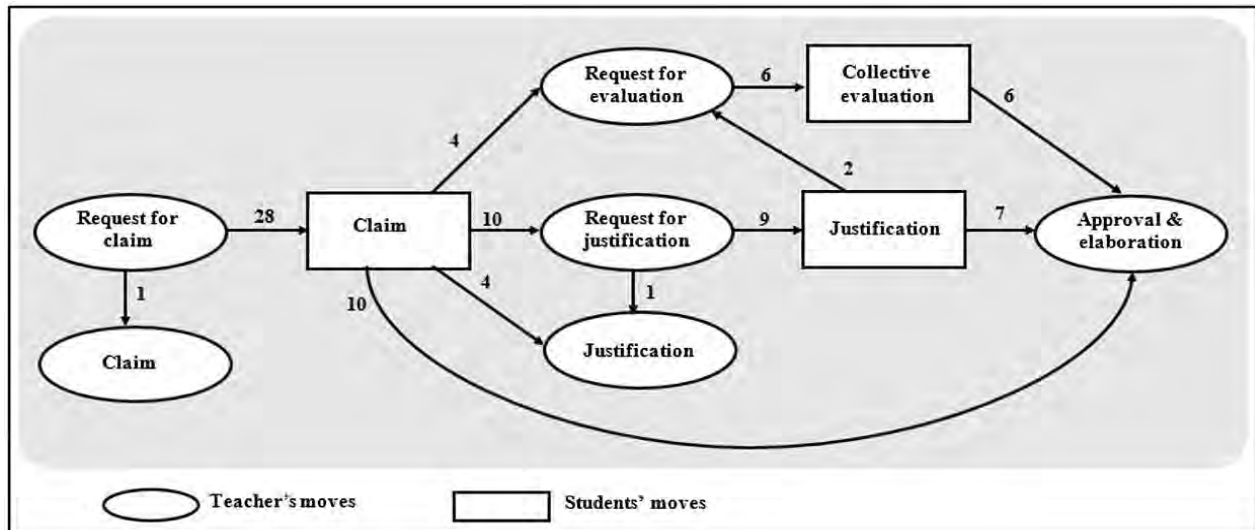 Request for
evaluation
6
Collective
evaluation
6
4
2
Request for
claim
28
Claim
10
Request for
justification
9
Justification
7
Approval &
elaboration
1
10
4
1
Claim
Justification
Teacher's moves
Students' moves